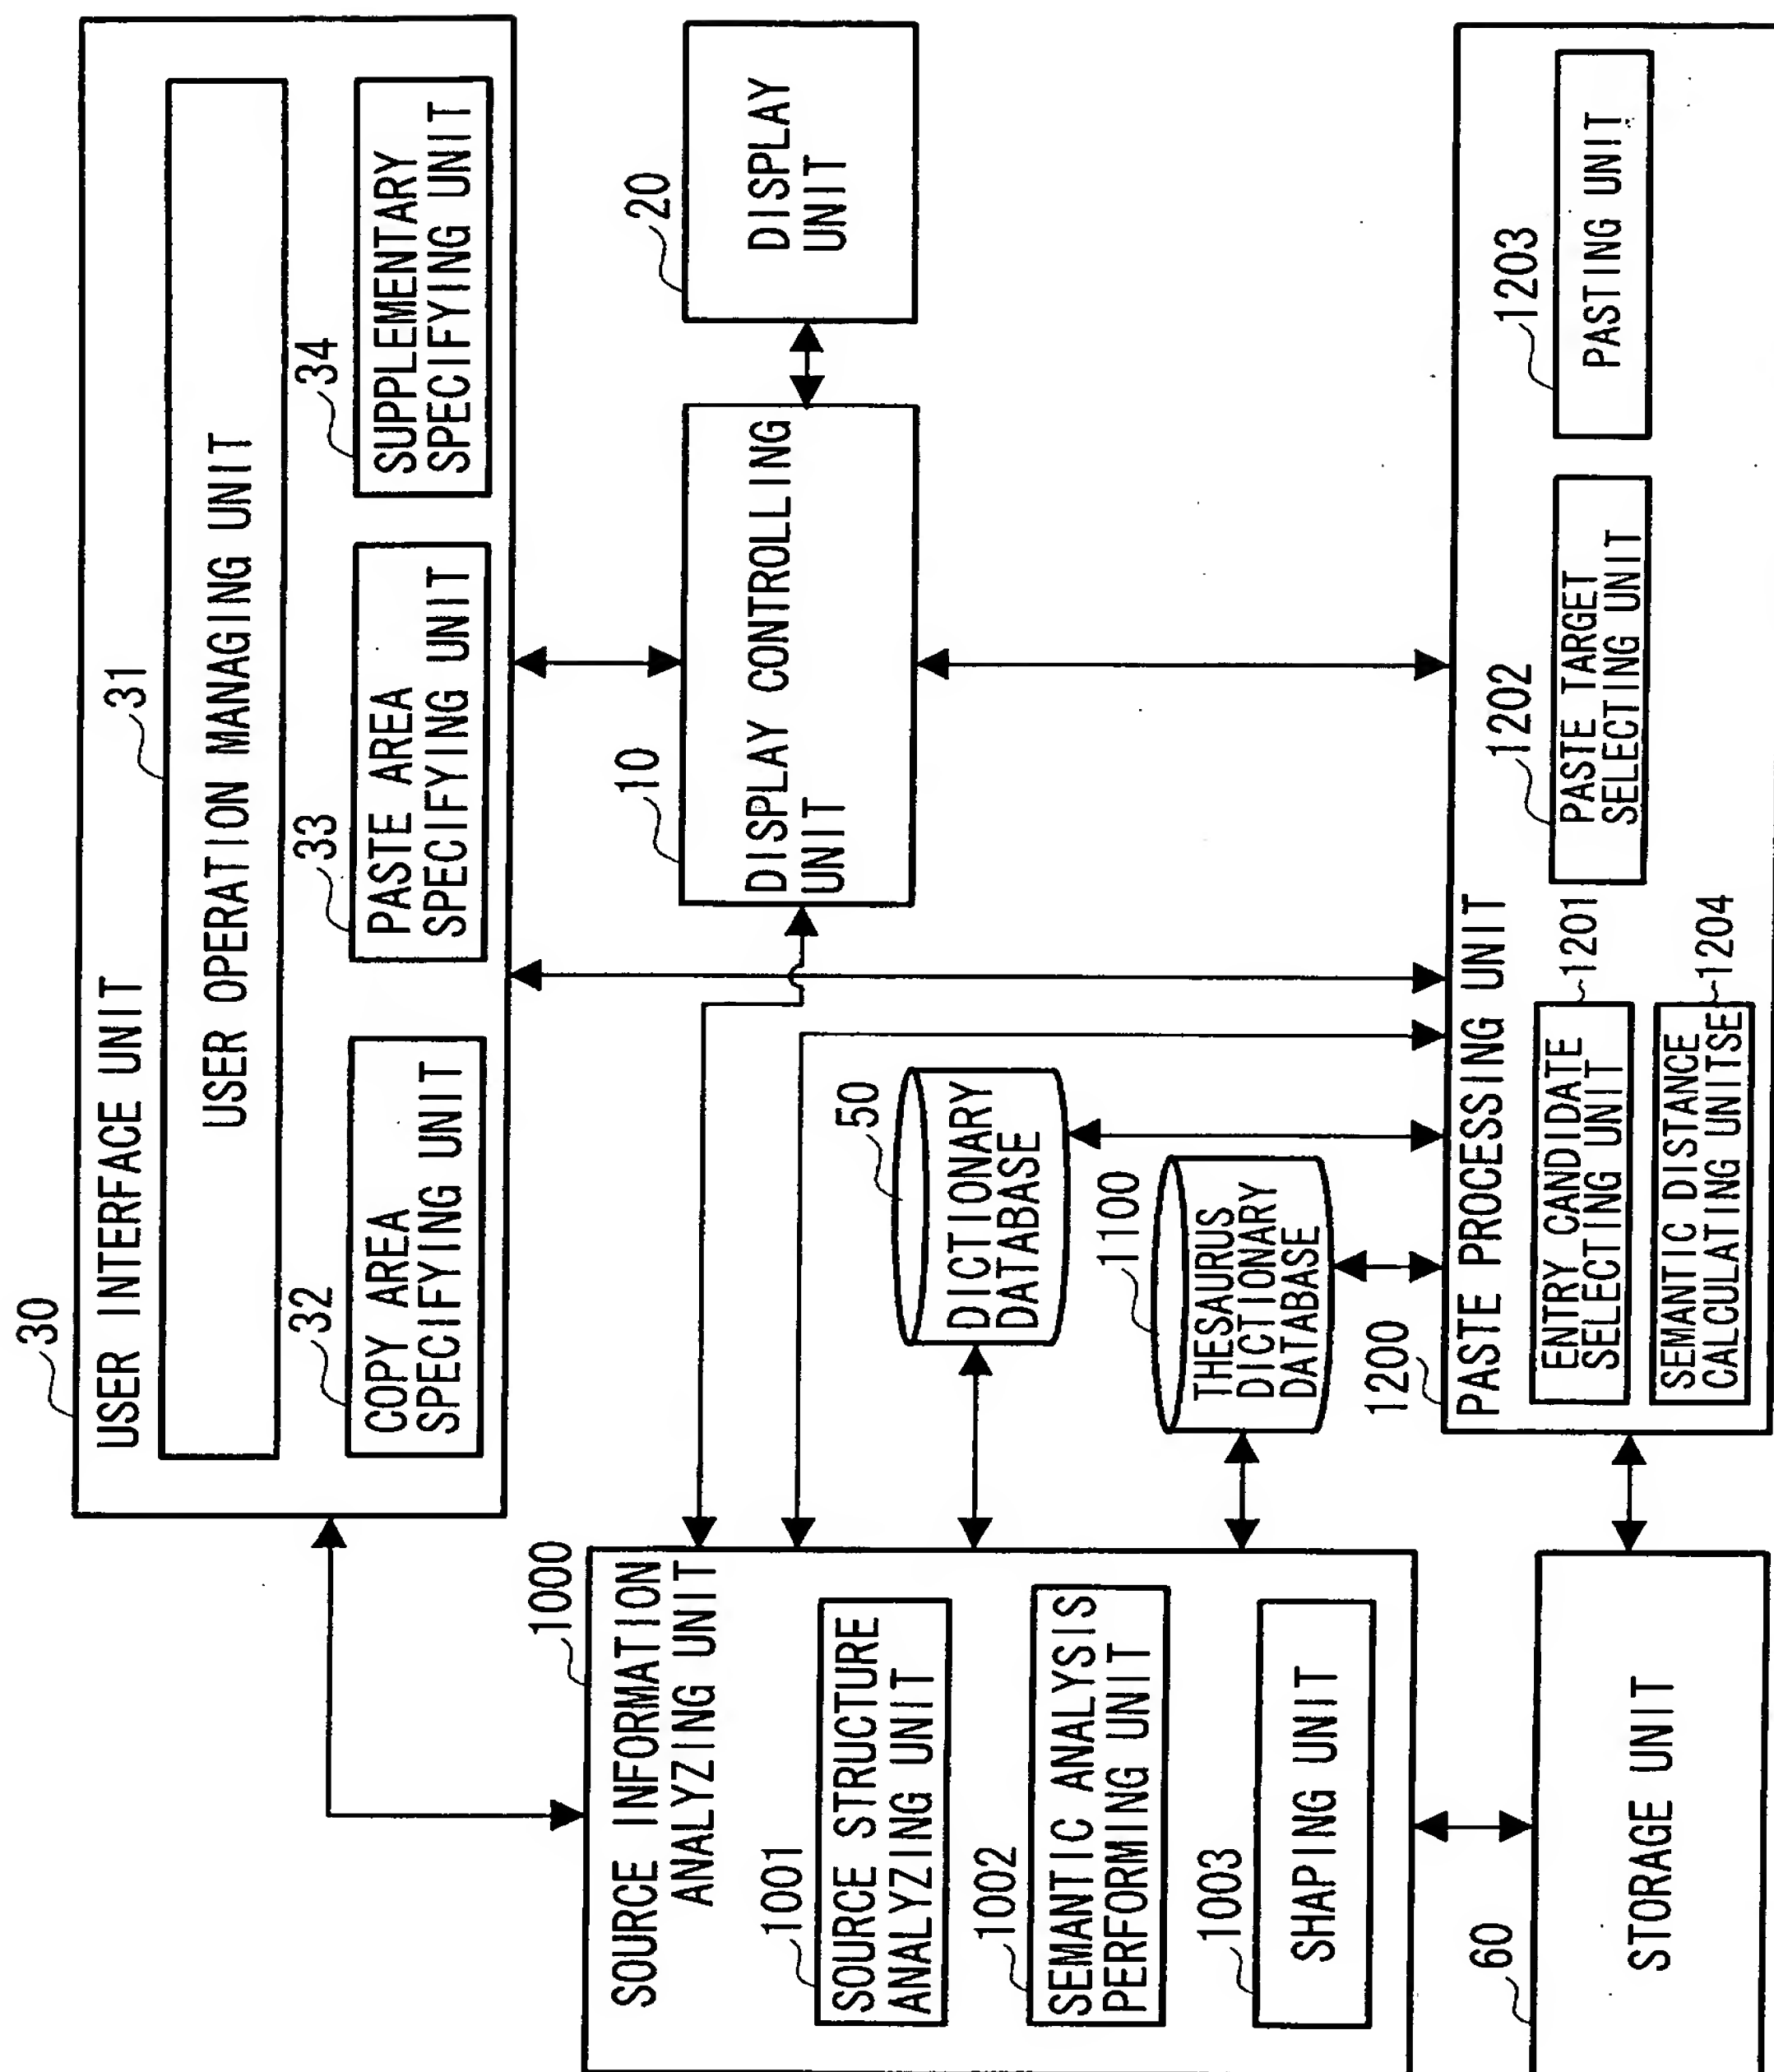 30
USER INTERFACE UNIT
31
USER OPERATION MANAGING UNIT
32
COPY AREA
SPECIFYING UNIT
33
PASTE AREA
SPECIFYING UNIT
34
SUPPLEMENTARY
SPECIFYING UNIT
10
DISPLAY CONTROLLING
UNIT
20
DISPLAY
UNIT
1000
SOURCE INFORMATION
ANALYZING UNIT
1001
SOURCE STRUCTURE
ANALYZING UNIT
1002
SEMANTIC ANALYSIS
PERFORMING UNIT
1003
SHAPING UNIT
50
DICTIONARY
DATABASE
1100
THESAURUS
DICTIONARY
DATABASE
1200
PASTE PROCESSING UNIT
1201
ENTRY CANDIDATE
SELECTING UNIT
1204
SEMANTIC DISTANCE
CALCULATING UNITSE
1202
PASTE TARGET
SELECTING UNIT
1203
PASTING UNIT
60
STORAGE UNIT